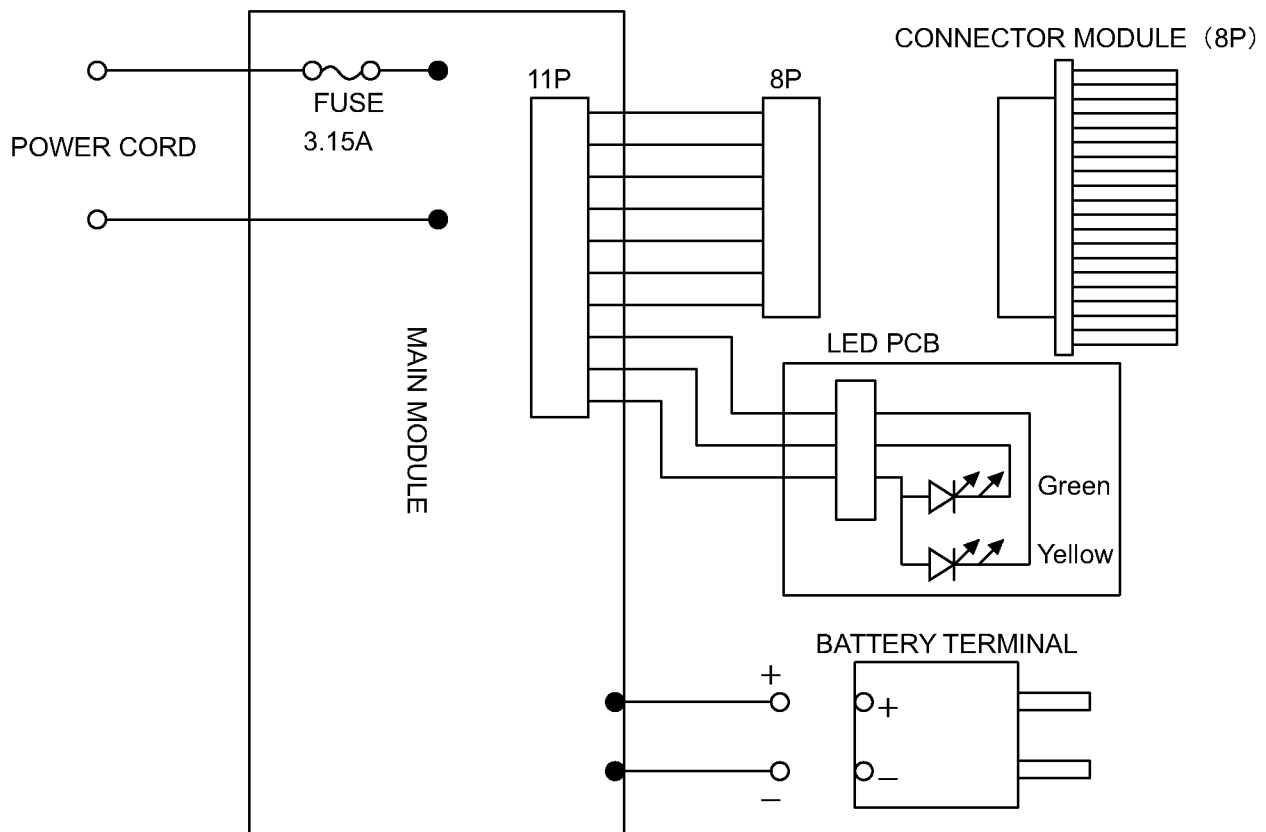 CONNECTOR MODULE（8P）
11P
8P
FUSE
3.15A
POWER CORD
MAIN MODULE
LED PCB
Green
Yellow
BATTERY TERMINAL
+
+
−
−